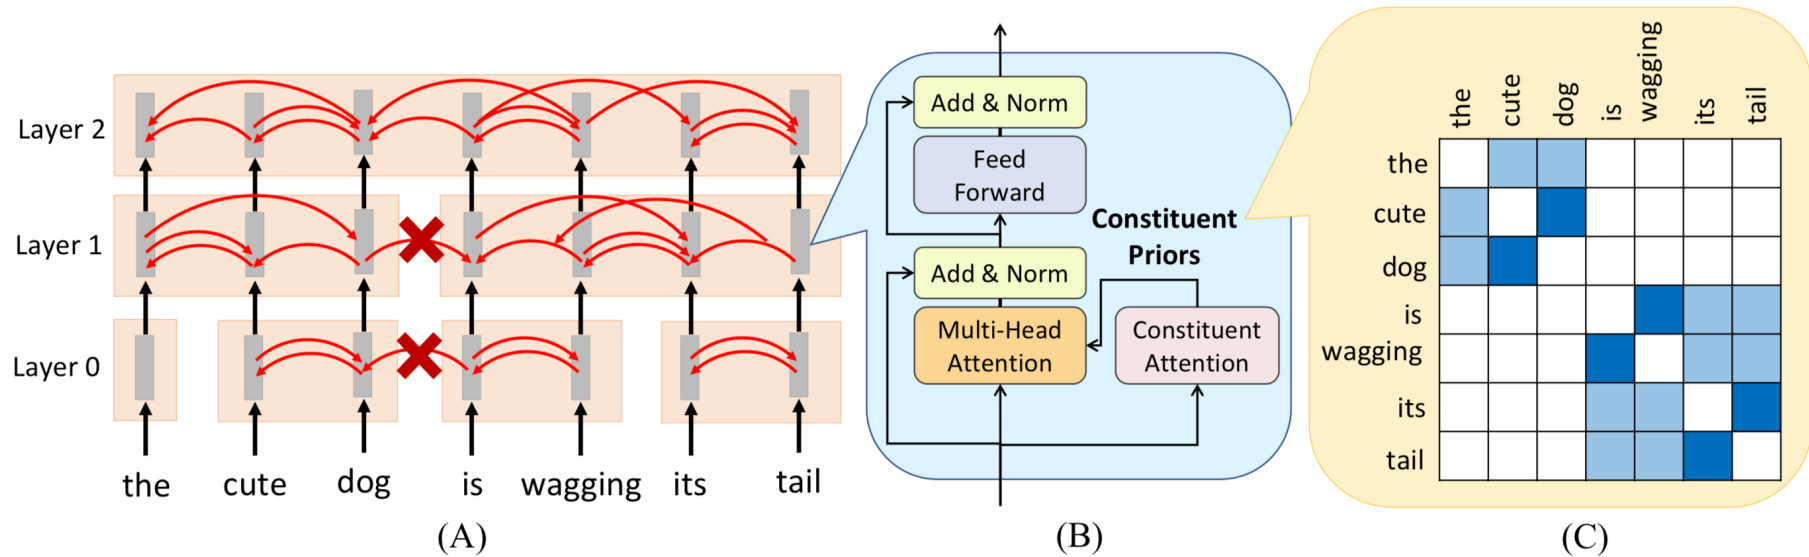 Layer 2
Layer 1
Layer 0
the cute dog is wagging its tail
(A)
Add & Norm
Feed
Forward
Constituent
Priors
Add & Norm
Multi-Head
Attention
Constituent
Attention
(B)
the cute dog is wagging its tail
the
cute
dog
is
wagging
its
tail
(C)